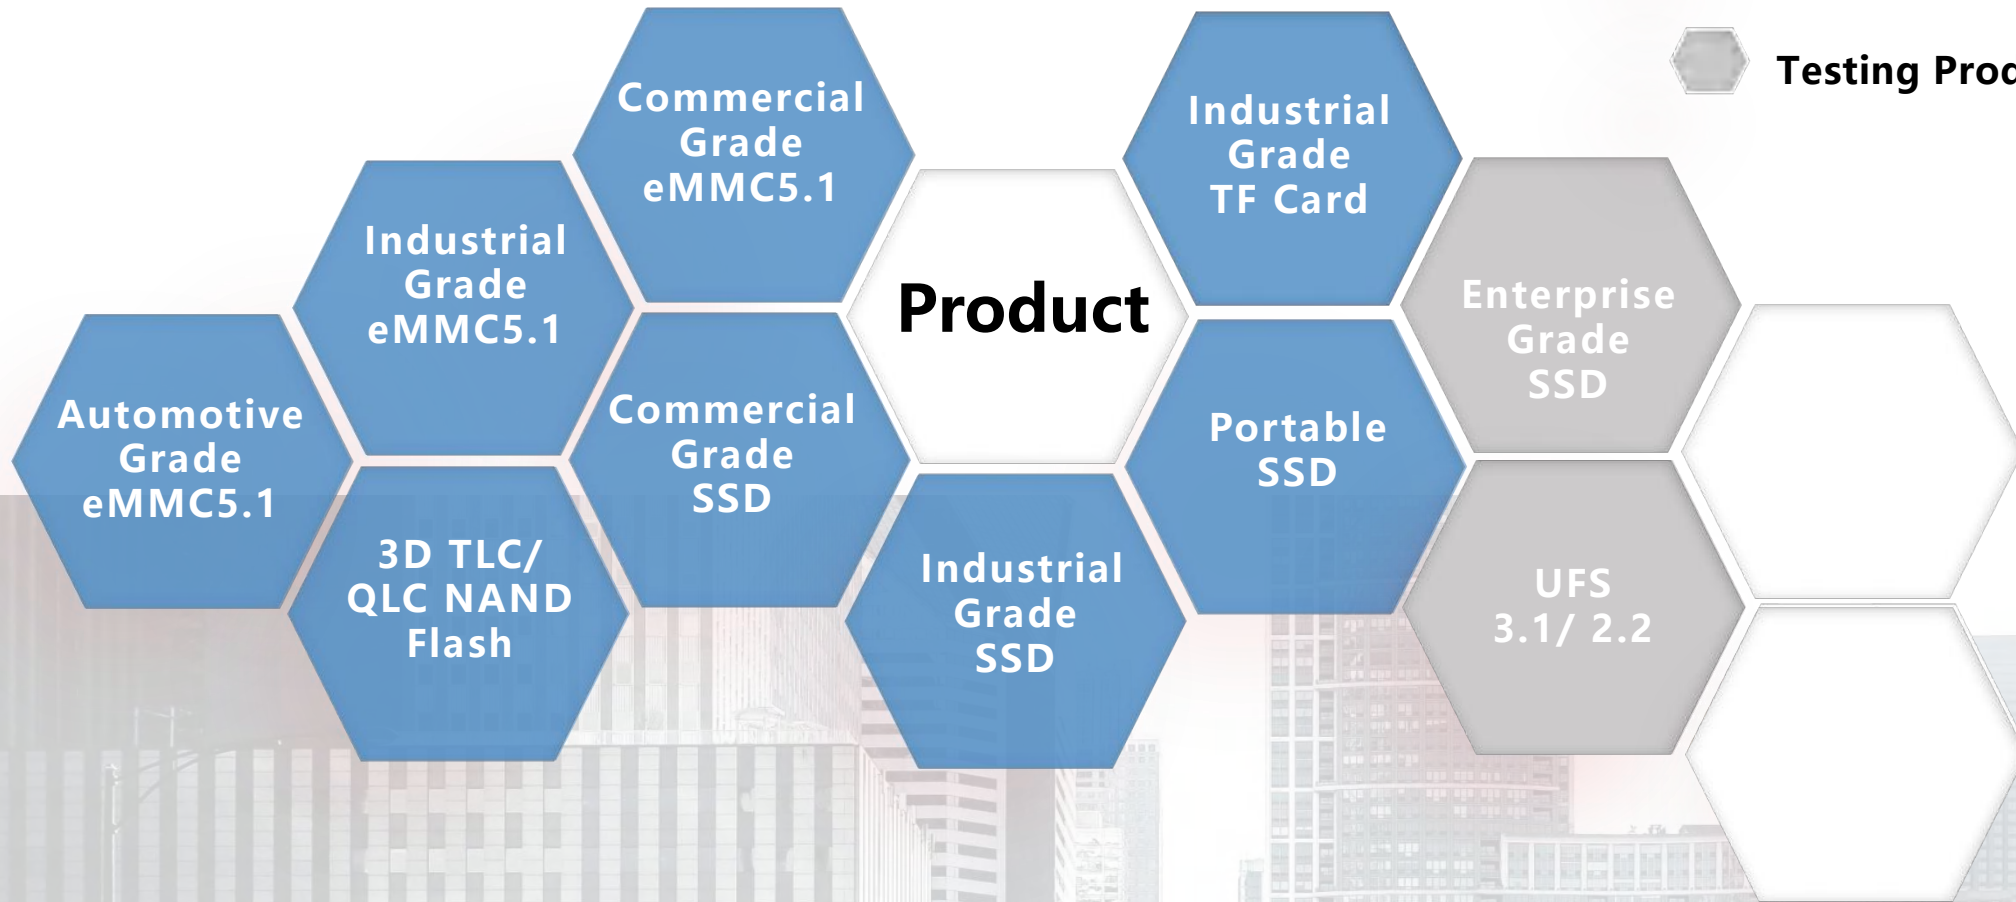 Testing
Commercial
Grade
eMMC5.1
Industrial
Grade
TF Card
Industrial
Grade
eMMC5.1
Product
Enterprise
Grade
SSD
Automotive
Grade
eMMC5.1
Commercial
Grade
SSD
Portable
SSD
3D TLC/
QLC NAND
Flash
Industrial
Grade
SSD
UFS
3.1/ 2.2